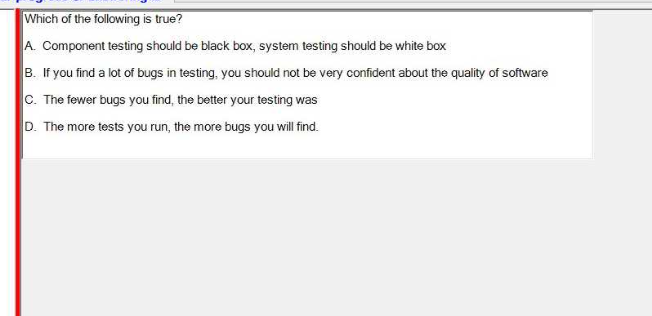 Which of the following is true?
A. Component testing should be black box, system testing should be white box
B. If you find a lot of bugs in testing, you should not be very confident about the quality of software
C. The fewer bugs you find, the better your testing was
D. The more tests you run, the more bugs you will find.